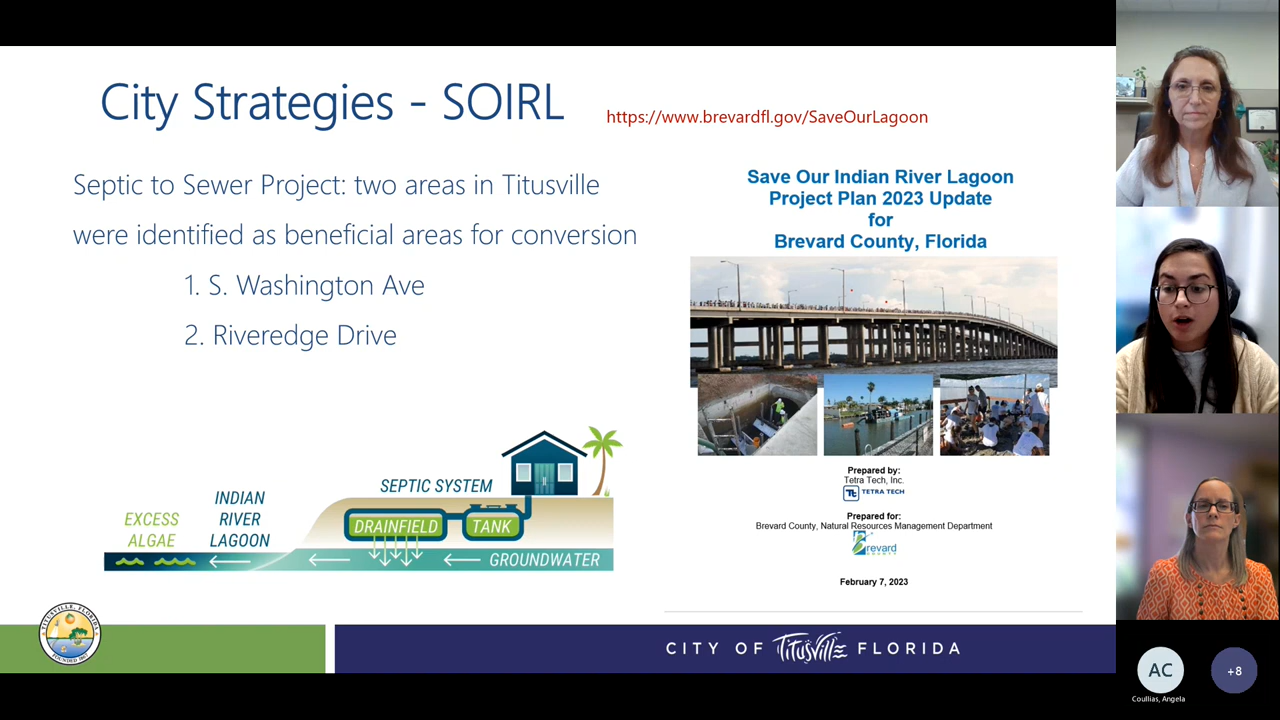 City Strategies - SOIRL
https://www.brevardfl.gov/SaveOurLagoon
Septic to Sewer Project: two areas in Titusville
were identified as beneficial areas for conversion
1. S. Washington Ave
2. Riveredge Drive
Save Our Indian River Lagoon
Project Plan 2023 Update
for
Brevard County, Florida
Prepared by:
Tetra Tech, Inc.
TETRA TECH
Prepared for:
Brevard County, Natural Resources Management Department
Brevard
February 7, 2023
EXCESS
ALGAE
INDIAN
RIVER
LAGOON
SEPTIC SYSTEM
DRAINFIELD
TANK
GROUNDWATER
TITUSVILLE, FLORIDA
CITY OF Titusville FLORIDA
AC
+8
Coullias, Angela